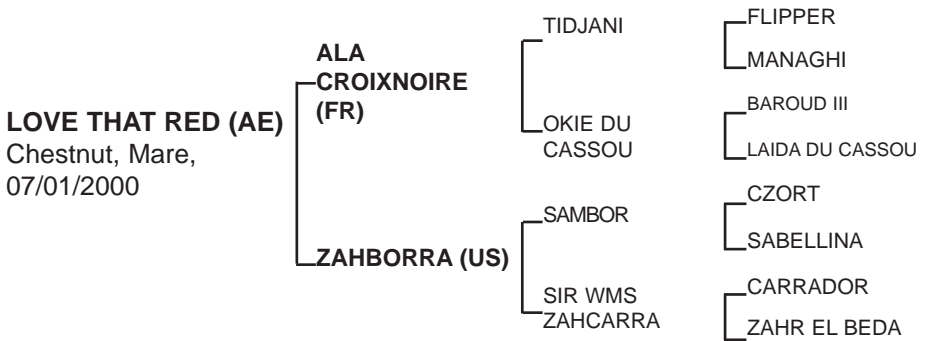 LOVE THAT RED (AE)
Chestnut, Mare,
07/01/2000
ALA
CROIXNOIRE
(FR)
ZAHBORRA (US)
TIDJANI
OKIE DU
CASSOU
SAMBOR
SIR WMS
ZAHCARRA
FLIPPER
MANAGHI
BAROUD III
LAIDA DU CASSOU
CZORT
SABELLINA
CARRADOR
ZAHR EL BEDA